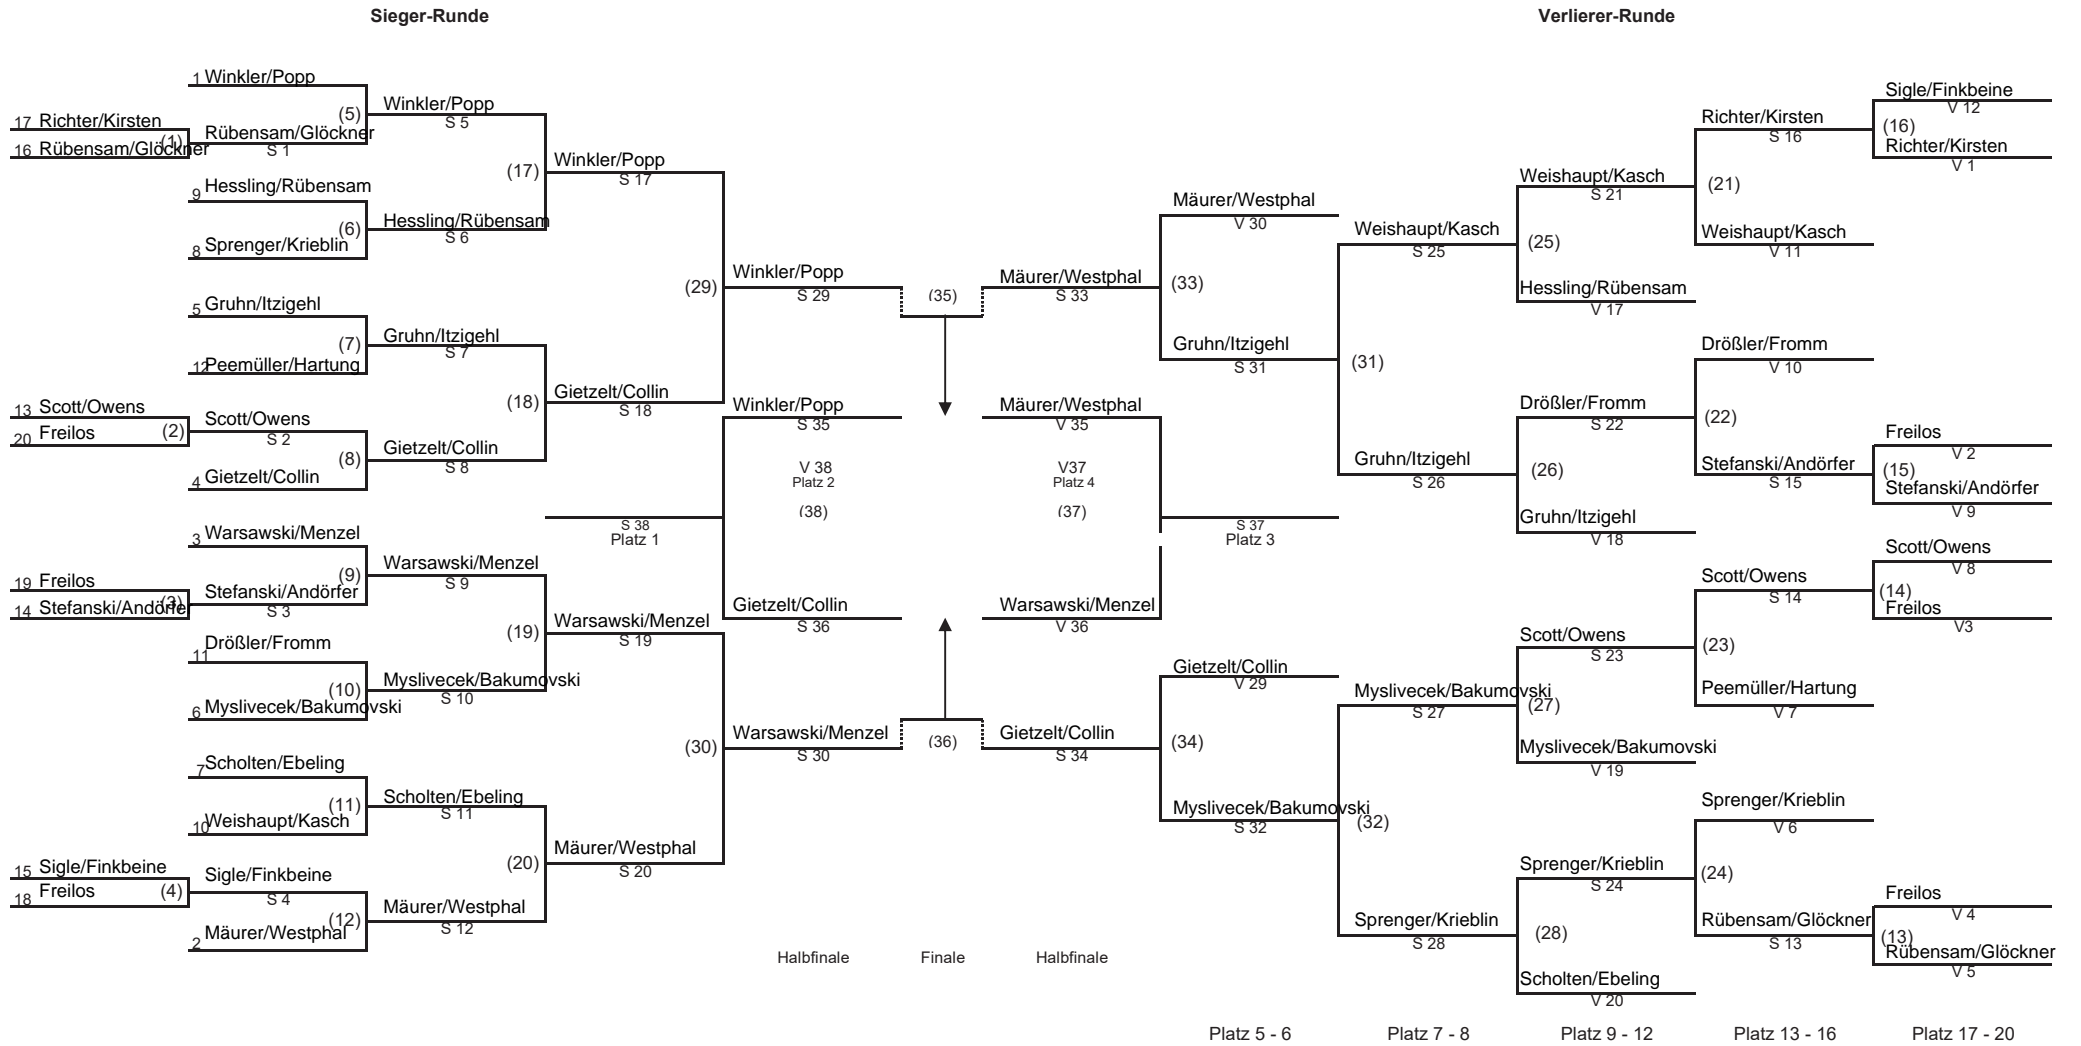 Sieger-Runde
Verlierer-Runde
1 Winkler/Popp
17 Richter/Kirsten
(1)
16 Rübensam/Glöckner
(5)
Rübensam/Glöckner
S 1
9 Hessling/Rübensam
(6)
8 Sprenger/Krieblin
5 Gruhn/Itzigehl
(7)
12 Peemüller/Hartung
13 Scott/Owens
(2)
20 Freilos
Scott/Owens
S 2
(8)
4 Gietzelt/Collin
3 Warsawski/Menzel
(9)
19 Freilos
(3)
14 Stefanski/Andörfer
Stefanski/Andörfer
S 3
11 Drößler/Fromm
(10)
6 Myslivecek/Bakumovski
7 Scholten/Ebeling
(11)
10 Weishaupt/Kasch
15 Sigle/Finkbeine
(4)
18 Freilos
Sigle/Finkbeine
S 4
(12)
2 Mäurer/Westphal
Winkler/Popp
S 5
(17)
Hessling/Rübensam
S 6
Gruhn/Itzigehl
S 7
(18)
Gietzelt/Collin
S 8
Warsawski/Menzel
S 9
(19)
Myslivecek/Bakumovski
S 10
Scholten/Ebeling
S 11
(20)
Mäurer/Westphal
S 12
Winkler/Popp
S 17
(29)
Gietzelt/Collin
S 18
S 38
Platz 1
Warsawski/Menzel
S 19
(30)
Mäurer/Westphal
S 20
Winkler/Popp
S 29
Winkler/Popp
S 35
V 38
Platz 2
(38)
Gietzelt/Collin
S 36
Warsawski/Menzel
S 30
Halbfinale
(35)
(36)
Finale
Mäurer/Westphal
S 33
Mäurer/Westphal
V 35
V37
Platz 4
(37)
Warsawski/Menzel
V 36
Gietzelt/Collin
S 34
Halbfinale
Mäurer/Westphal
V 30
(33)
Gruhn/Itzigehl
S 31
S 37
Platz 3
Gietzelt/Collin
V 29
(34)
Myslivecek/Bakumovski
S 32
Platz 5 - 6
Weishaupt/Kasch
S 25
(31)
Gruhn/Itzigehl
S 26
Myslivecek/Bakumovski
S 27
(32)
Sprenger/Krieblin
S 28
Platz 7 - 8
Weishaupt/Kasch
S 21
(25)
Hessling/Rübensam
V 17
Drößler/Fromm
S 22
(26)
Gruhn/Itzigehl
V 18
Scott/Owens
S 23
(27)
Myslivecek/Bakumovski
V 19
Sprenger/Krieblin
S 24
(28)
Scholten/Ebeling
V 20
Platz 9 - 12
Richter/Kirsten
S 16
(21)
Weishaupt/Kasch
V 11
Drößler/Fromm
V 10
(22)
Stefanski/Andörfer
S 15
Scott/Owens
S 14
(23)
Peemüller/Hartung
V 7
Sprenger/Krieblin
V 6
(24)
Rübensam/Glöckner
S 13
Platz 13 - 16
Sigle/Finkbeine
V 12
(16)
Richter/Kirsten
V 1
Freilos
V 2
(15)
Stefanski/Andörfer
V 9
Scott/Owens
V 8
(14)
Freilos
V3
Freilos
V 4
(13)
Rübensam/Glöckner
V 5
Platz 17 - 20